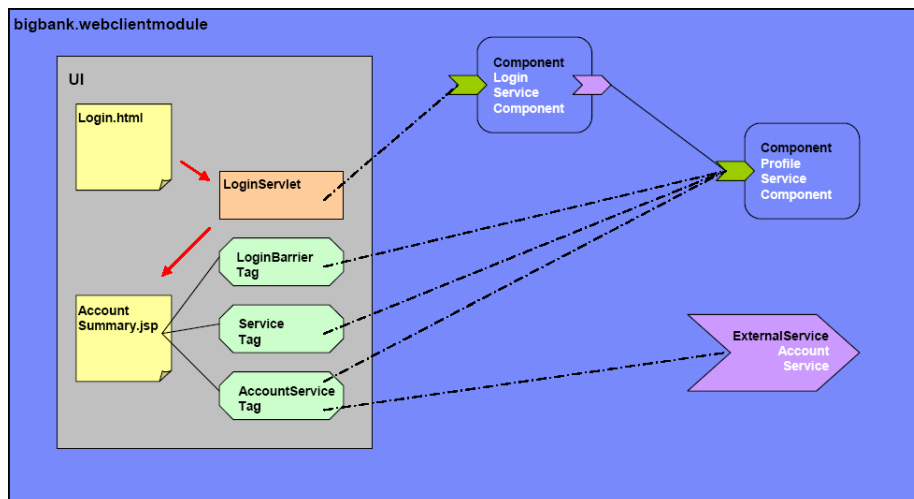 bigbank.webclientmodule
UI
Login.html
LoginServlet
LoginBarrier
Tag
Account
Summary.jsp
Service
Tag
AccountService
Tag
Component
Login
Service
Component
Component
Profile
Service
Component
ExternalService
Account
Service